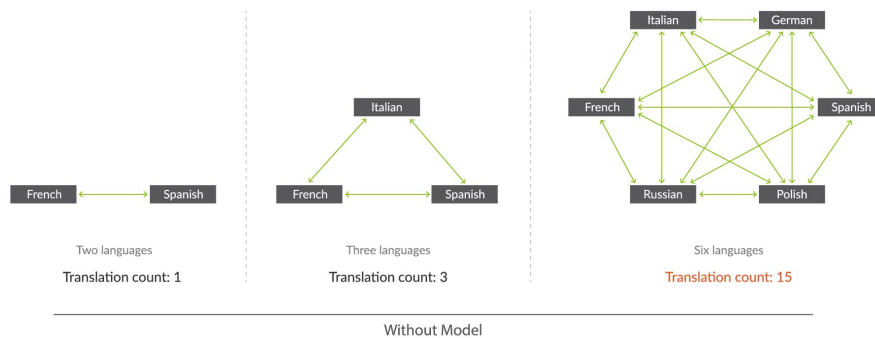 French
Spanish
Two languages
Translation count: 1
Italian
French
Spanish
Three languages
Translation count: 3
Italian
German
French
Spanish
Russian
Polish
Six languages
Translation count: 15
Without Model